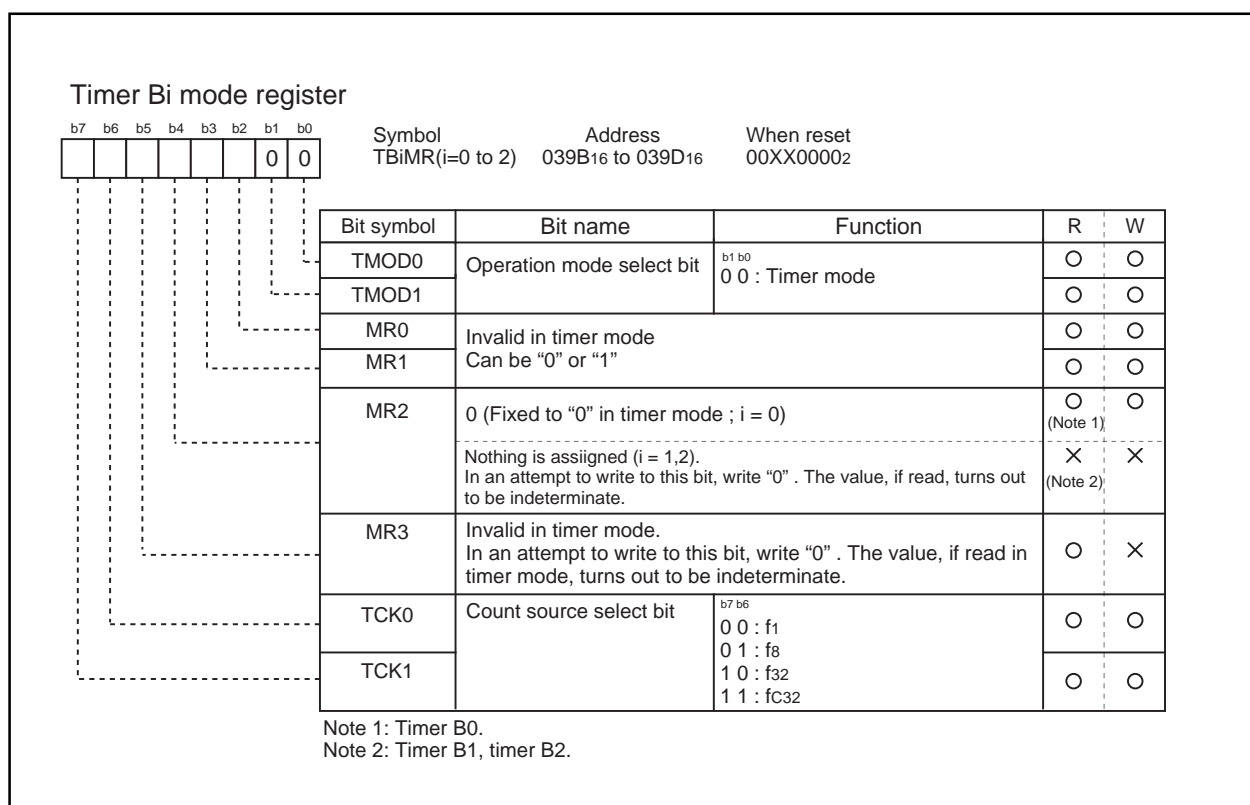 Timer Bi mode register
b7 b6 b5 b4 b3 b2 b1 b0
0 0
Symbol Address When reset
TBiMR(i=0 to 2) 039B16 to 039D16 00XX00002
Bit symbol Bit name Function R W
TMOD0 Operation mode select bit b1 b0
0 0 : Timer mode
TMOD1
MR0 Invalid in timer mode
MR1 Can be “0” or “1”
MR2 0 (Fixed to “0” in timer mode ; i = 0)
(Note 1)
Nothing is assiigned (i = 1,2).
In an attempt to write to this bit, write “0” . The value, if read, turns out
to be indeterminate.
(Note 2)
MR3 Invalid in timer mode.
In an attempt to write to this bit, write “0” . The value, if read in
timer mode, turns out to be indeterminate.
TCK0 Count source select bit b7 b6
0 0 : f1
0 1 : f8
TCK1 1 0 : f32
1 1 : fC32
Note 1: Timer B0.
Note 2: Timer B1, timer B2.